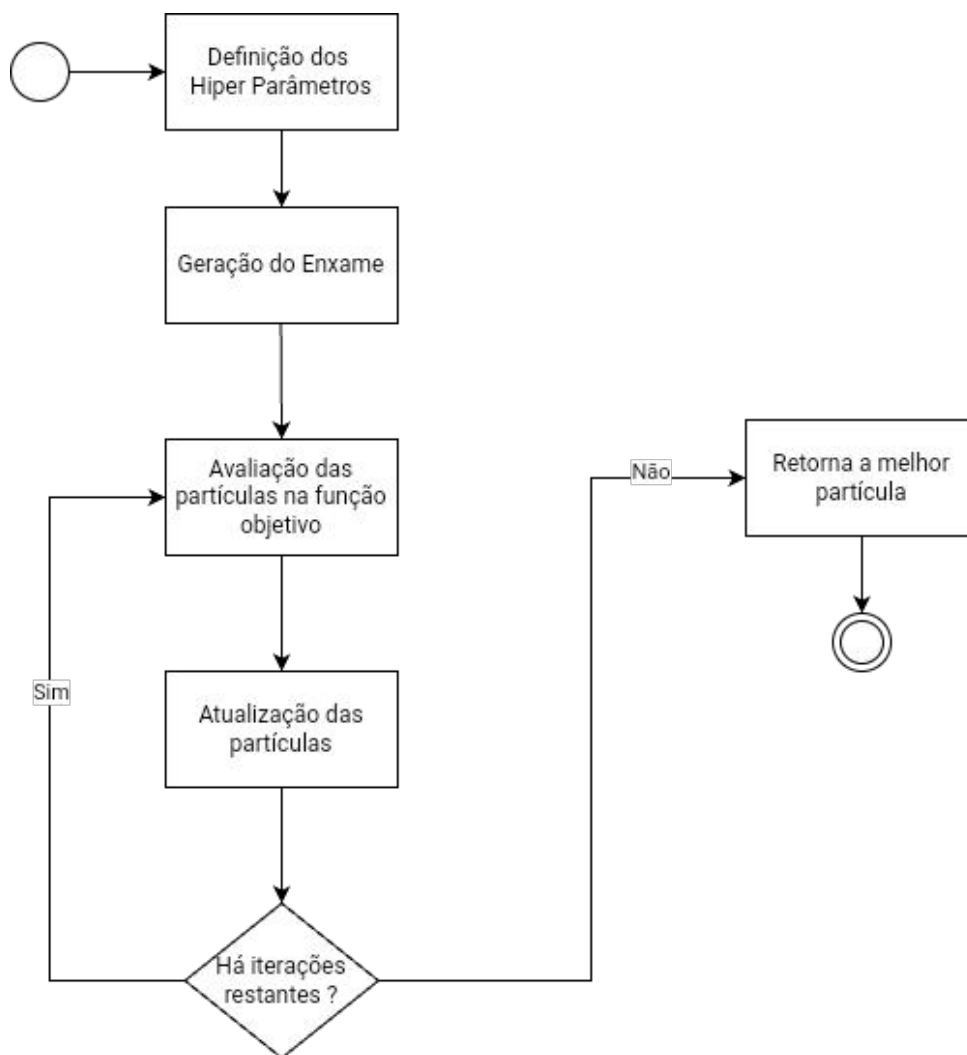 Definição dos
Hiper Parâmetros
Geração do Enxame
Avaliação das
partículas na função
objetivo
Não
Retorna a melhor
partícula
Sim
Atualização das
partículas
Há iterações
restantes ?